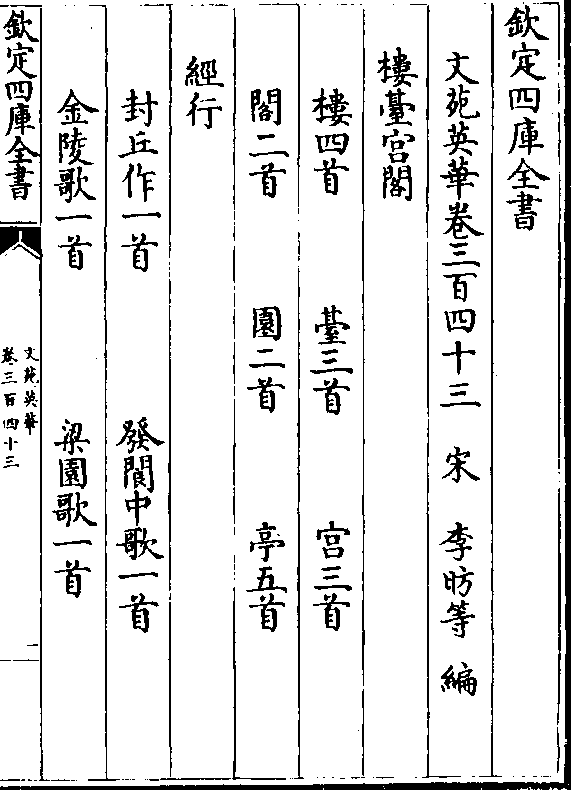 欽定四庫全書
文苑英華卷三百四十三　宋　李昉等　編
樓臺宫閣
樓四首　臺三首　宫三首
閣二首　園二首　亭五首
經行
封丘作一首　發閬中歌一首
金陵歌一首　梁園歌一首
欽定四庫全書
文苑英華
卷三百四十三
一